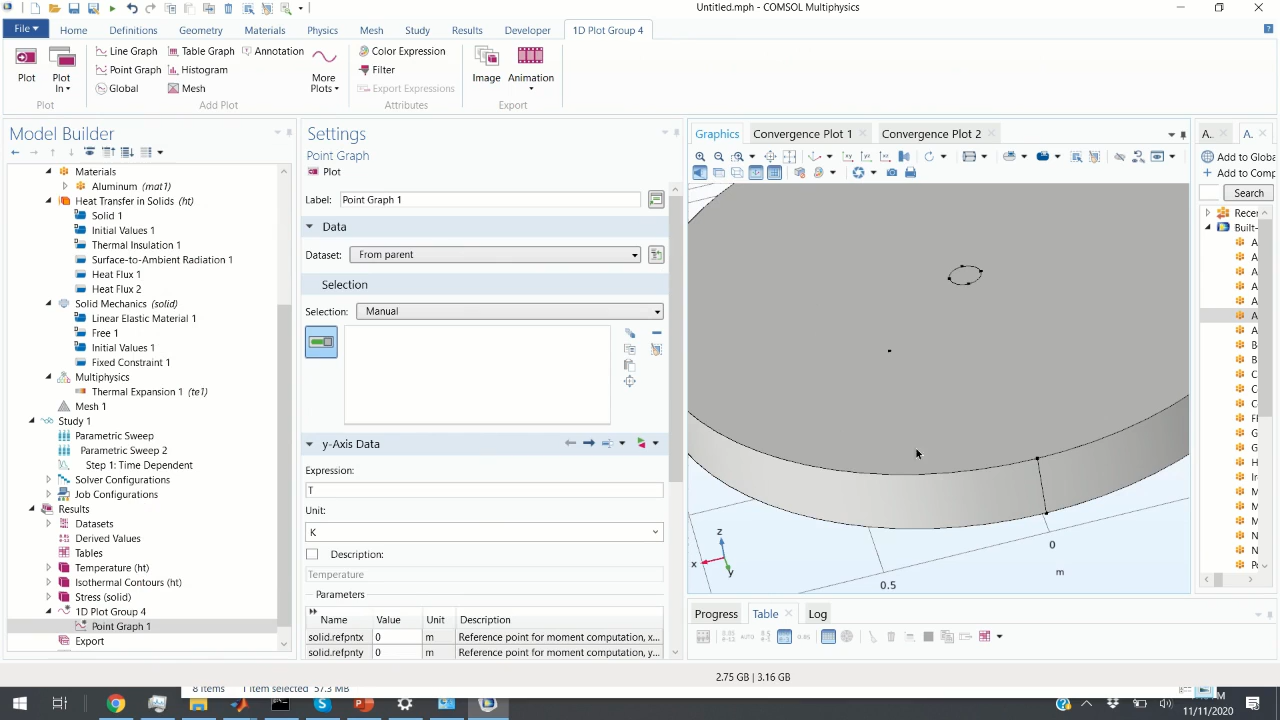 Untitled.mph - COMSOL Multiphysics
File
Home
Definitions
Geometry
Materials
Physics
Mesh
Study
Results
Developer
1D Plot Group 4
Plot
Plot In
Line Graph
Table Graph
Annotation
Point Graph
Histogram
Global
Mesh
More Plots
Color Expression
Filter
Export Expressions
Image
Animation
Plot
Add Plot
Attributes
Export
Model Builder
Materials
Aluminum (mat1)
Heat Transfer in Solids (ht)
Solid 1
Initial Values 1
Thermal Insulation 1
Surface-to-Ambient Radiation 1
Heat Flux 1
Heat Flux 2
Solid Mechanics (solid)
Linear Elastic Material 1
Free 1
Initial Values 1
Fixed Constraint 1
Multiphysics
Thermal Expansion 1 (te1)
Mesh 1
Study 1
Parametric Sweep
Parametric Sweep 2
Step 1: Time Dependent
Solver Configurations
Job Configurations
Results
Datasets
Derived Values
Tables
Temperature (ht)
Isothermal Contours (ht)
Stress (solid)
1D Plot Group 4
Point Graph 1
Export
Settings
Point Graph
Plot
Label: Point Graph 1
Data
Dataset: From parent
Selection
Selection: Manual
y-Axis Data
Expression:
T
Unit:
K
Description:
Temperature
Parameters
Name Value Unit Description
solid.refpntx 0 m Reference point for moment computation, x...
solid.refpnty 0 m Reference point for moment computation, y...
Graphics
Convergence Plot 1
Convergence Plot 2
z
x
y
0.5
0
m
Progress
Table
Log
A.. A.
Add to Globa
Add to Comp
Search
Recer
Built-
A
A
A
A
A
A
A
B
B
C
C
C
Fl
G
G
H
Ir
M
M
M
N
N
2.75 GB | 3.16 GB
8 items 1 item selected 57.3 MB
11/11/2020